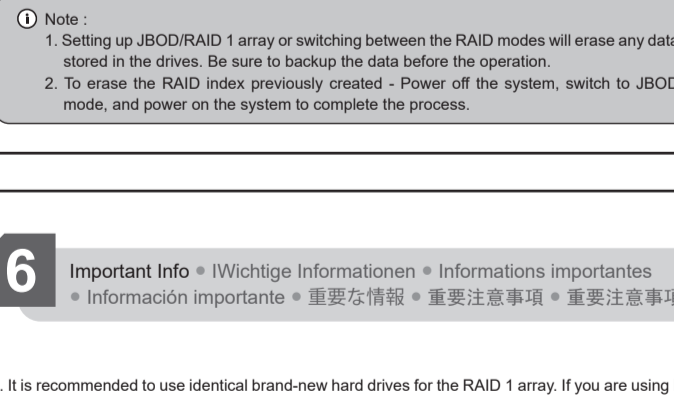 Note :
1. Setting up JBOD/RAID 1 array or switching between the RAID modes will erase any data
stored in the drives. Be sure to backup the data before the operation.
2. To erase the RAID index previously created - Power off the system, switch to JBOD
mode, and power on the system to complete the process.
6
Important Info ● IWichtige Informationen ● Informations importantes
● Información importante ● 重要な情報 ● 重要注意事項 ● 重要注意事項
. It is recommended to use identical brand-new hard drives for the RAID 1 array. If you are using